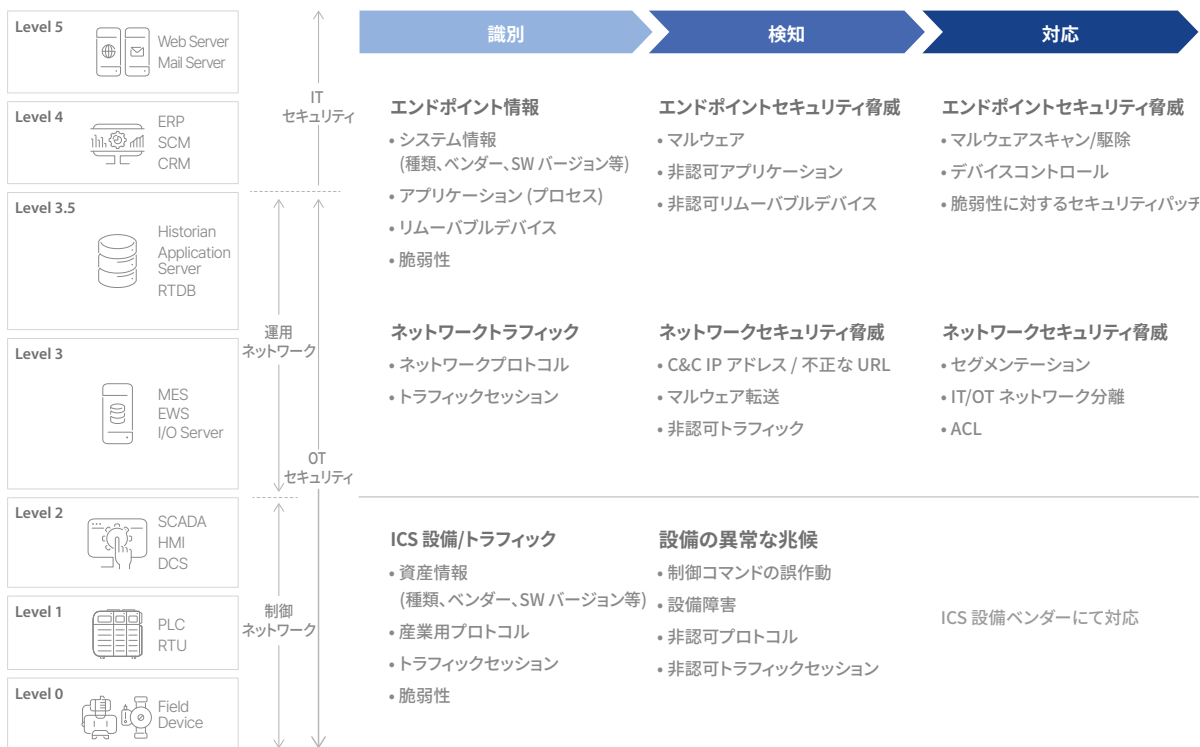 Level 5
Web Server
Mail Server
Level 4
ERP
SCM
CRM
Level 3.5
Historian
Application
Server
RTDB
Level 3
MES
EWS
I/O Server
Level 2
SCADA
HMI
DCS
Level 1
PLC
RTU
Level 0
Field
Device
IT
セキュリティ
運用
ネットワーク
OT
セキュリティ
制御
ネットワーク
識別
検知
対応
エンドポイント情報
• システム情報
(種類、ベンダー、SW バージョン等)
• アプリケーション (プロセス)
• リムーバブルデバイス
• 脆弱性
エンドポイントセキュリティ脅威
• マルウェア
• 非認可アプリケーション
• 非認可リムーバブルデバイス
エンドポイントセキュリティ脅威
• マルウェアスキャン/駆除
• デバイスコントロール
• 脆弱性に対するセキュリティパッチ
ネットワークトラフィック
• ネットワークプロトコル
• トラフィックセッション
ネットワークセキュリティ脅威
• C&C IP アドレス / 不正な URL
• マルウェア転送
• 非認可トラフィック
ネットワークセキュリティ脅威
• セグメンテーション
• IT/OT ネットワーク分離
• ACL
ICS 設備/トラフィック
• 資産情報
(種類、ベンダー、SW バージョン等)
• 産業用プロトコル
• トラフィックセッション
• 脆弱性
設備の異常な兆候
• 制御コマンドの誤作動
• 設備障害
• 非認可プロトコル
• 非認可トラフィックセッション
ICS 設備ベンダーにて対応